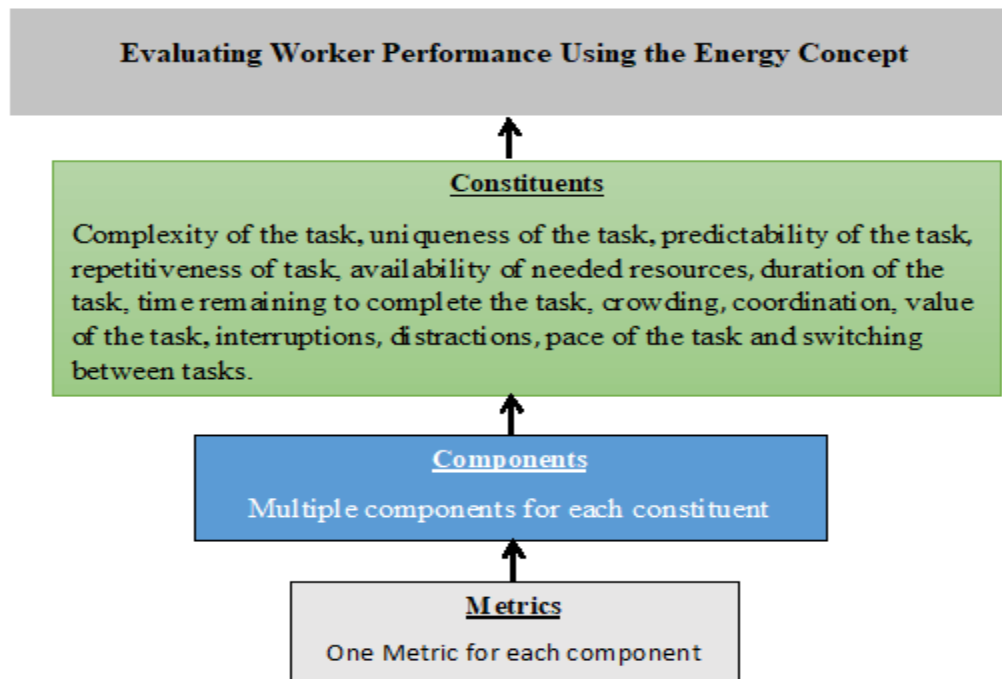 Evaluating Worker Performance Using the Energy Concept
Constituents
Complexity of the task, uniqueness of the task, predictability of the task,
repetitiveness of task, availability of needed resources, duration of the
task, time remaining to complete the task, crowding, coordination, value
of the task, interruptions, distractions, pace of the task and switching
between tasks.
Components
Multiple components for each constituent
Metrics
One Metric for each component